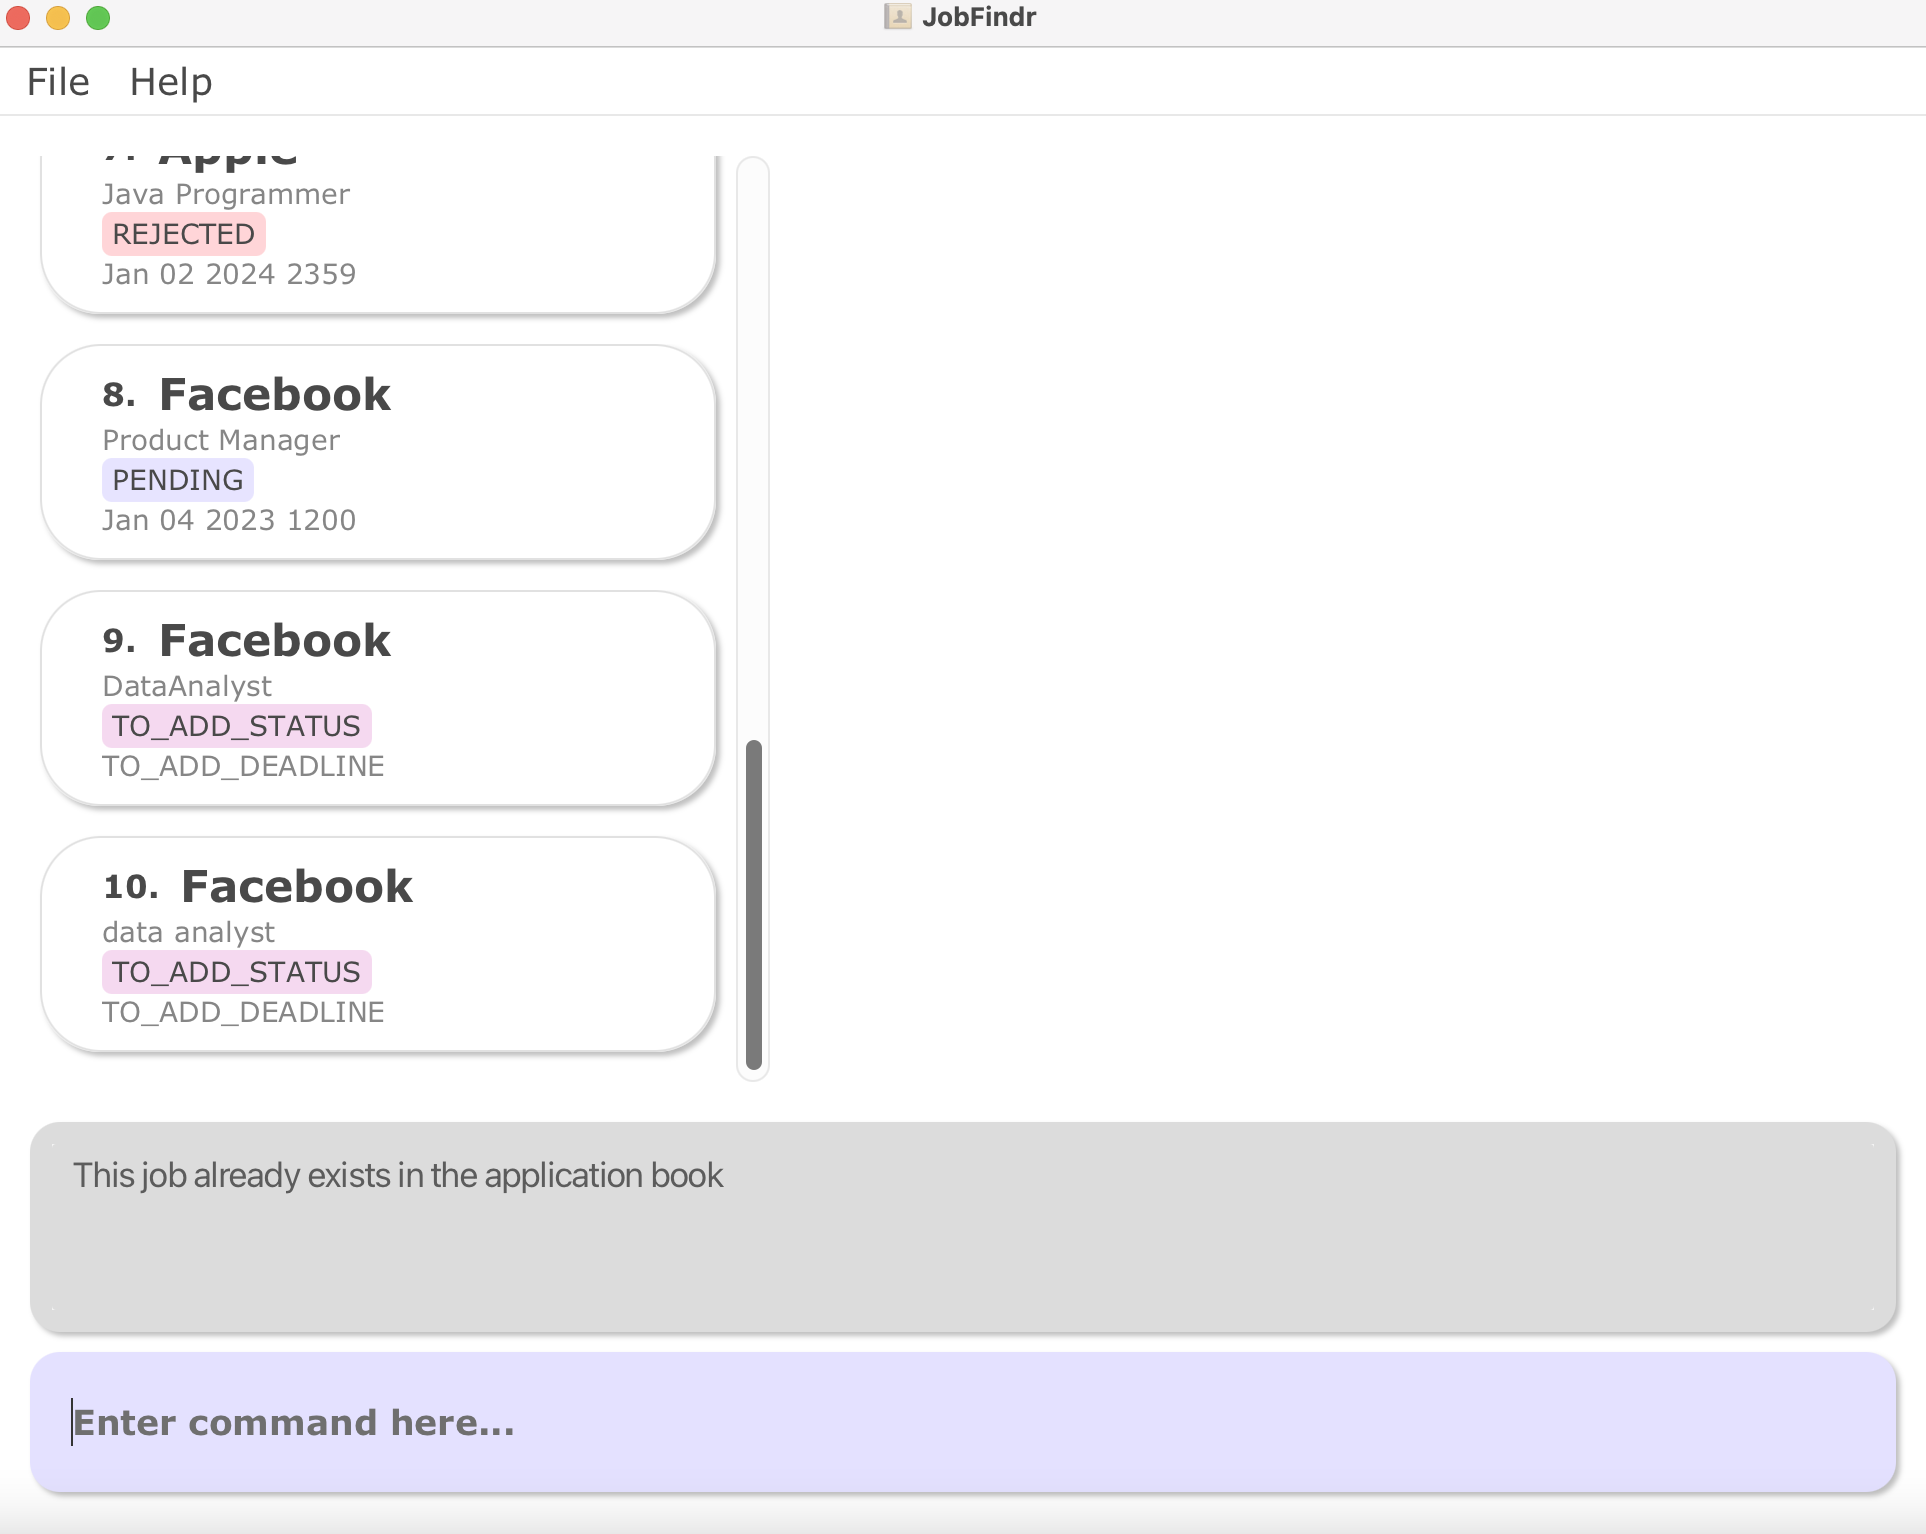 JobFindr
File Help
7. Apple
Java Programmer
REJECTED
Jan 02 2024 2359
8. Facebook
Product Manager
PENDING
Jan 04 2023 1200
9. Facebook
DataAnalyst
TO_ADD_STATUS
TO_ADD_DEADLINE
10. Facebook
data analyst
TO_ADD_STATUS
TO_ADD_DEADLINE
This job already exists in the application book
Enter command here...